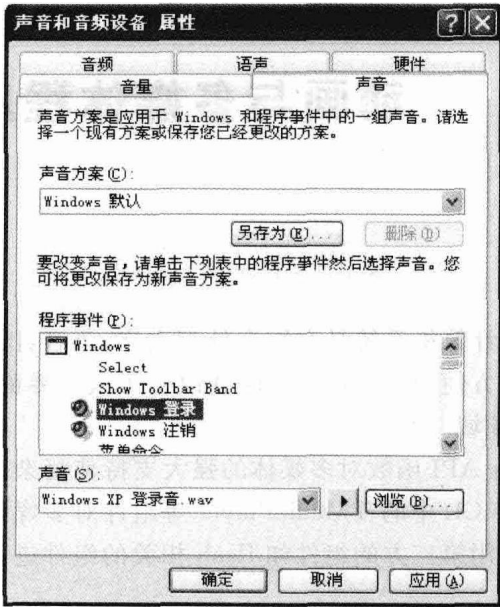 声音和音频设备 属性
音频 语声 硬件
音量 声音
声音方案是应用于 Windows 和程序事件中的一组声音。请选
择一个现有方案或保存您已经更改的方案。
声音方案(C):
Windows 默认
另存为(E)... 删除(D)
要改变声音，请单击下列表中的程序事件然后选择声音。您
可将更改保存为新声音方案。
程序事件(P):
Windows
Select
Show Toolbar Band
Windows 登录
Windows 注销
菜单命令
声音(S):
Windows XP 登录音.wav 浏览(B)...
确定 取消 应用(A)